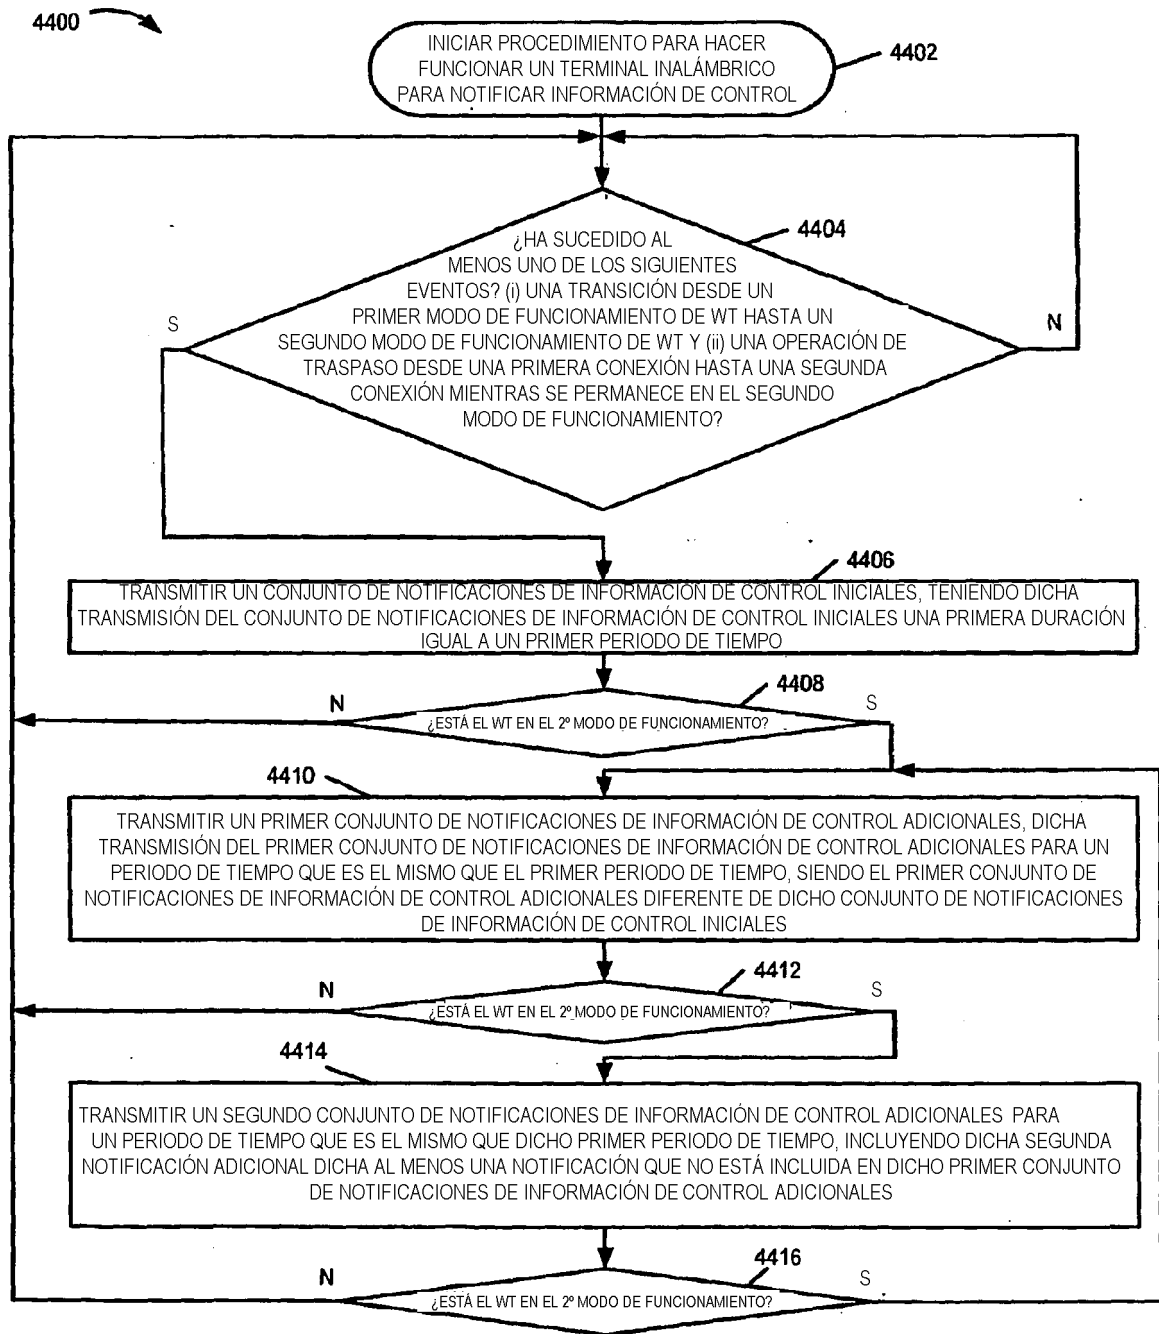 4400
INICIAR PROCEDIMIENTO PARA HACER
FUNCIONAR UN TERMINAL INALÁMBRICO
PARA NOTIFICAR INFORMACIÓN DE CONTROL
4402
4404
¿HA SUCEDIDO AL
MENOS UNO DE LOS SIGUIENTES
EVENTOS? (i) UNA TRANSICIÓN DESDE UN
PRIMER MODO DE FUNCIONAMIENTO DE WT HASTA UN
SEGUNDO MODO DE FUNCIONAMIENTO DE WT Y (ii) UNA OPERACIÓN DE
TRASPASO DESDE UNA PRIMERA CONEXIÓN HASTA UNA SEGUNDA
CONEXIÓN MIENTRAS SE PERMANECE EN EL SEGUNDO
MODO DE FUNCIONAMIENTO?
S
N
4406
TRANSMITIR UN CONJUNTO DE NOTIFICACIONES DE INFORMACIÓN DE CONTROL INICIALES, TENIENDO DICHA
TRANSMISIÓN DEL CONJUNTO DE NOTIFICACIONES DE INFORMACIÓN DE CONTROL INICIALES UNA PRIMERA DURACIÓN
IGUAL A UN PRIMER PERIODO DE TIEMPO
4408
N
S
¿ESTÁ EL WT EN EL 2º MODO DE FUNCIONAMIENTO?
4410
TRANSMITIR UN PRIMER CONJUNTO DE NOTIFICACIONES DE INFORMACIÓN DE CONTROL ADICIONALES, DICHA
TRANSMISIÓN DEL PRIMER CONJUNTO DE NOTIFICACIONES DE INFORMACIÓN DE CONTROL ADICIONALES PARA UN
PERIODO DE TIEMPO QUE ES EL MISMO QUE EL PRIMER PERIODO DE TIEMPO, SIENDO EL PRIMER CONJUNTO DE
NOTIFICACIONES DE INFORMACIÓN DE CONTROL ADICIONALES DIFERENTE DE DICHO CONJUNTO DE NOTIFICACIONES
DE INFORMACIÓN DE CONTROL INICIALES
4412
N
S
¿ESTÁ EL WT EN EL 2º MODO DE FUNCIONAMIENTO?
4414
TRANSMITIR UN SEGUNDO CONJUNTO DE NOTIFICACIONES DE INFORMACIÓN DE CONTROL ADICIONALES PARA
UN PERIODO DE TIEMPO QUE ES EL MISMO QUE DICHO PRIMER PERIODO DE TIEMPO, INCLUYENDO DICHA SEGUNDA
NOTIFICACIÓN ADICIONAL DICHA AL MENOS UNA NOTIFICACIÓN QUE NO ESTÁ INCLUIDA EN DICHO PRIMER CONJUNTO
DE NOTIFICACIONES DE INFORMACIÓN DE CONTROL ADICIONALES
4416
N
S
¿ESTÁ EL WT EN EL 2º MODO DE FUNCIONAMIENTO?